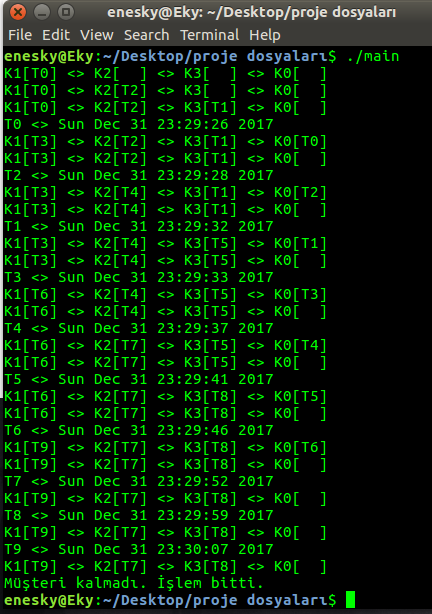 enesky@Eky: ~/Desktop/proje dosyaları
File Edit View Search Terminal Help
enesky@Eky:~/Desktop/proje dosyaları$ ./main
K1[T0] <> K2[  ] <> K3[  ] <> K0[  ]
K1[T0] <> K2[T2] <> K3[  ] <> K0[  ]
K1[T0] <> K2[T2] <> K3[T1] <> K0[  ]
T0 <> Sun Dec 31 23:29:26 2017
K1[T3] <> K2[T2] <> K3[T1] <> K0[T0]
K1[T3] <> K2[T2] <> K3[T1] <> K0[  ]
T2 <> Sun Dec 31 23:29:28 2017
K1[T3] <> K2[T4] <> K3[T1] <> K0[T2]
K1[T3] <> K2[T4] <> K3[T1] <> K0[  ]
T1 <> Sun Dec 31 23:29:32 2017
K1[T3] <> K2[T4] <> K3[T5] <> K0[T1]
K1[T3] <> K2[T4] <> K3[T5] <> K0[  ]
T3 <> Sun Dec 31 23:29:33 2017
K1[T6] <> K2[T4] <> K3[T5] <> K0[T3]
K1[T6] <> K2[T4] <> K3[T5] <> K0[  ]
T4 <> Sun Dec 31 23:29:37 2017
K1[T6] <> K2[T7] <> K3[T5] <> K0[T4]
K1[T6] <> K2[T7] <> K3[T5] <> K0[  ]
T5 <> Sun Dec 31 23:29:41 2017
K1[T6] <> K2[T7] <> K3[T8] <> K0[T5]
K1[T6] <> K2[T7] <> K3[T8] <> K0[  ]
T6 <> Sun Dec 31 23:29:46 2017
K1[T9] <> K2[T7] <> K3[T8] <> K0[T6]
K1[T9] <> K2[T7] <> K3[T8] <> K0[  ]
T7 <> Sun Dec 31 23:29:52 2017
K1[T9] <> K2[T7] <> K3[T8] <> K0[  ]
T8 <> Sun Dec 31 23:29:59 2017
K1[T9] <> K2[T7] <> K3[T8] <> K0[  ]
T9 <> Sun Dec 31 23:30:07 2017
K1[T9] <> K2[T7] <> K3[T8] <> K0[  ]
Müşteri kalmadı. İşlem bitti.
enesky@Eky:~/Desktop/proje dosyaları$